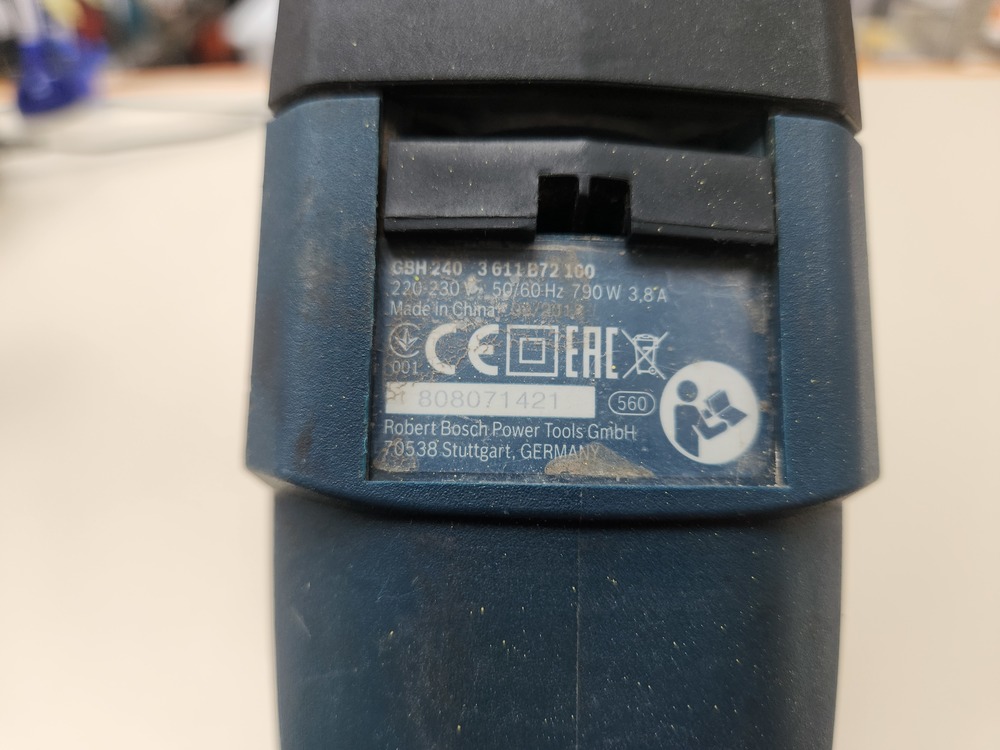 GBH 240 3 611 B72 100
220-230 V~ 50/60 Hz 790 W 3,8 A
Made in China
001
CE EAC
808071421
560
Robert Bosch Power Tools GmbH
70538 Stuttgart, GERMANY